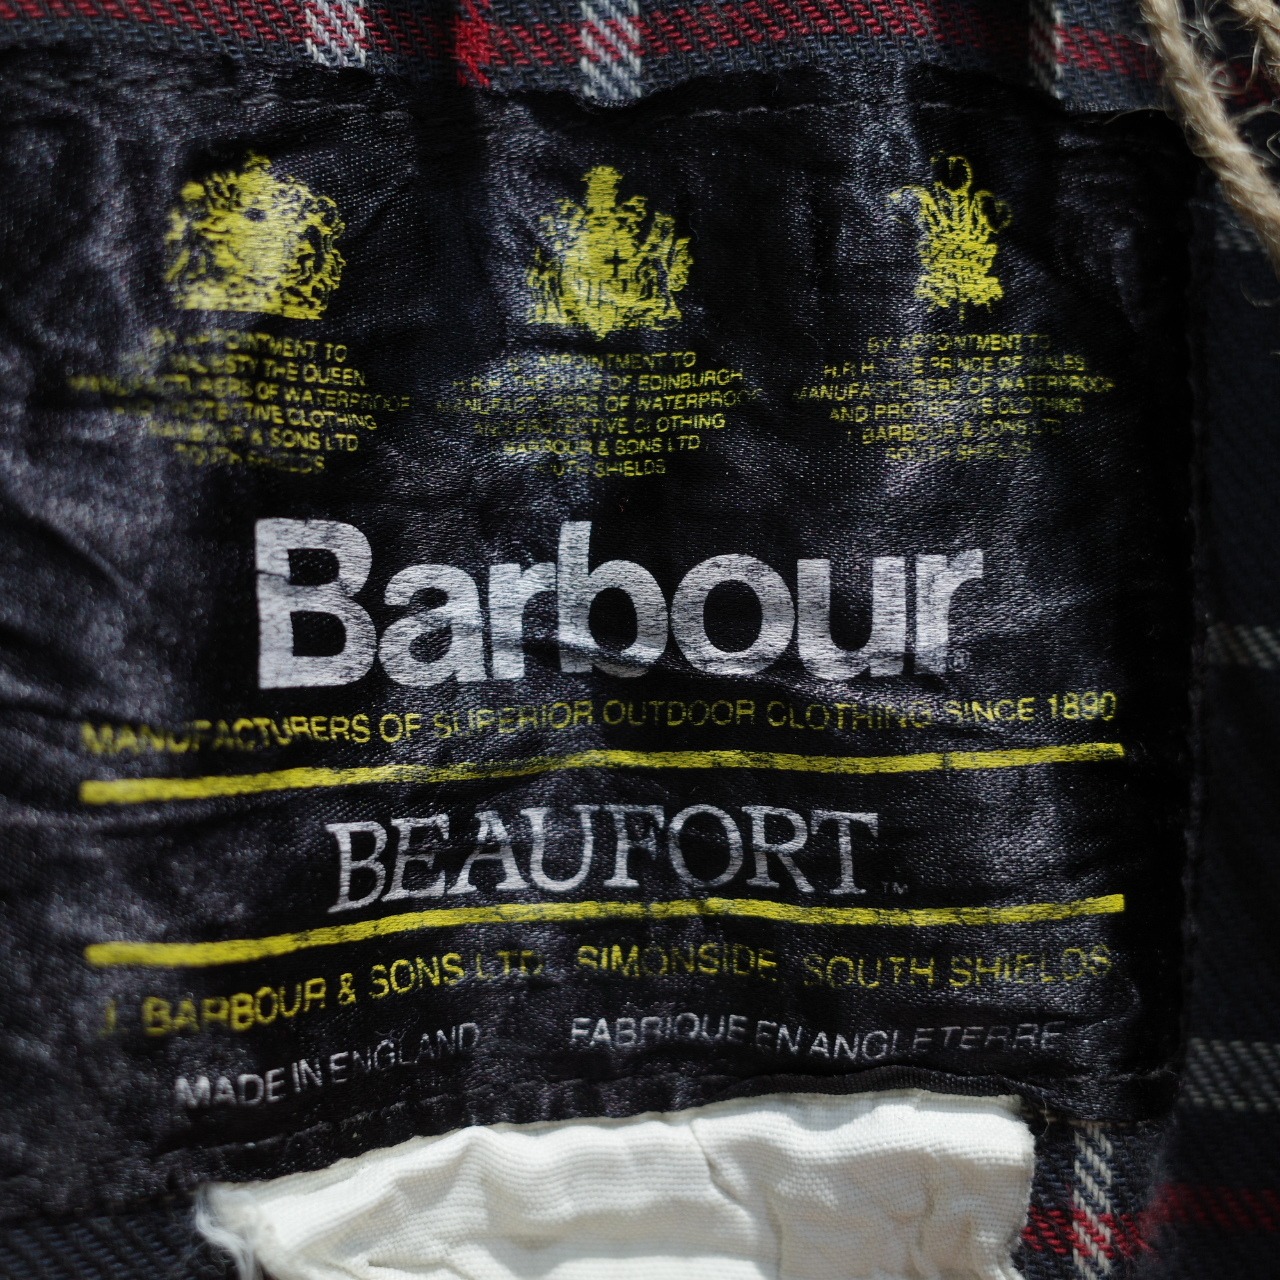 BY APPOINTMENT TO
MAJESTY THE QUEEN
MANUFACTURERS OF WATERPROOF
AND PROTECTIVE CLOTHING
BARBOUR & SONS LTD
SOUTH SHIELDS
BY APPOINTMENT TO
H.R.H. THE DUKE OF EDINBURGH
MANUFACTURERS OF WATERPROOF
AND PROTECTIVE CLOTHING
BARBOUR & SONS LTD
SOUTH SHIELDS
BY APPOINTMENT TO
H.R.H. THE PRINCE OF WALES
MANUFACTURERS OF WATERPROOF
AND PROTECTIVE CLOTHING
J. BARBOUR & SONS LTD
SOUTH SHIELDS
Barbour®
MANUFACTURERS OF SUPERIOR OUTDOOR CLOTHING SINCE 1890
BEAUFORT™
J. BARBOUR & SONS LTD. SIMONSIDE, SOUTH SHIELDS
MADE IN ENGLAND FABRIQUE EN ANGLETERRE